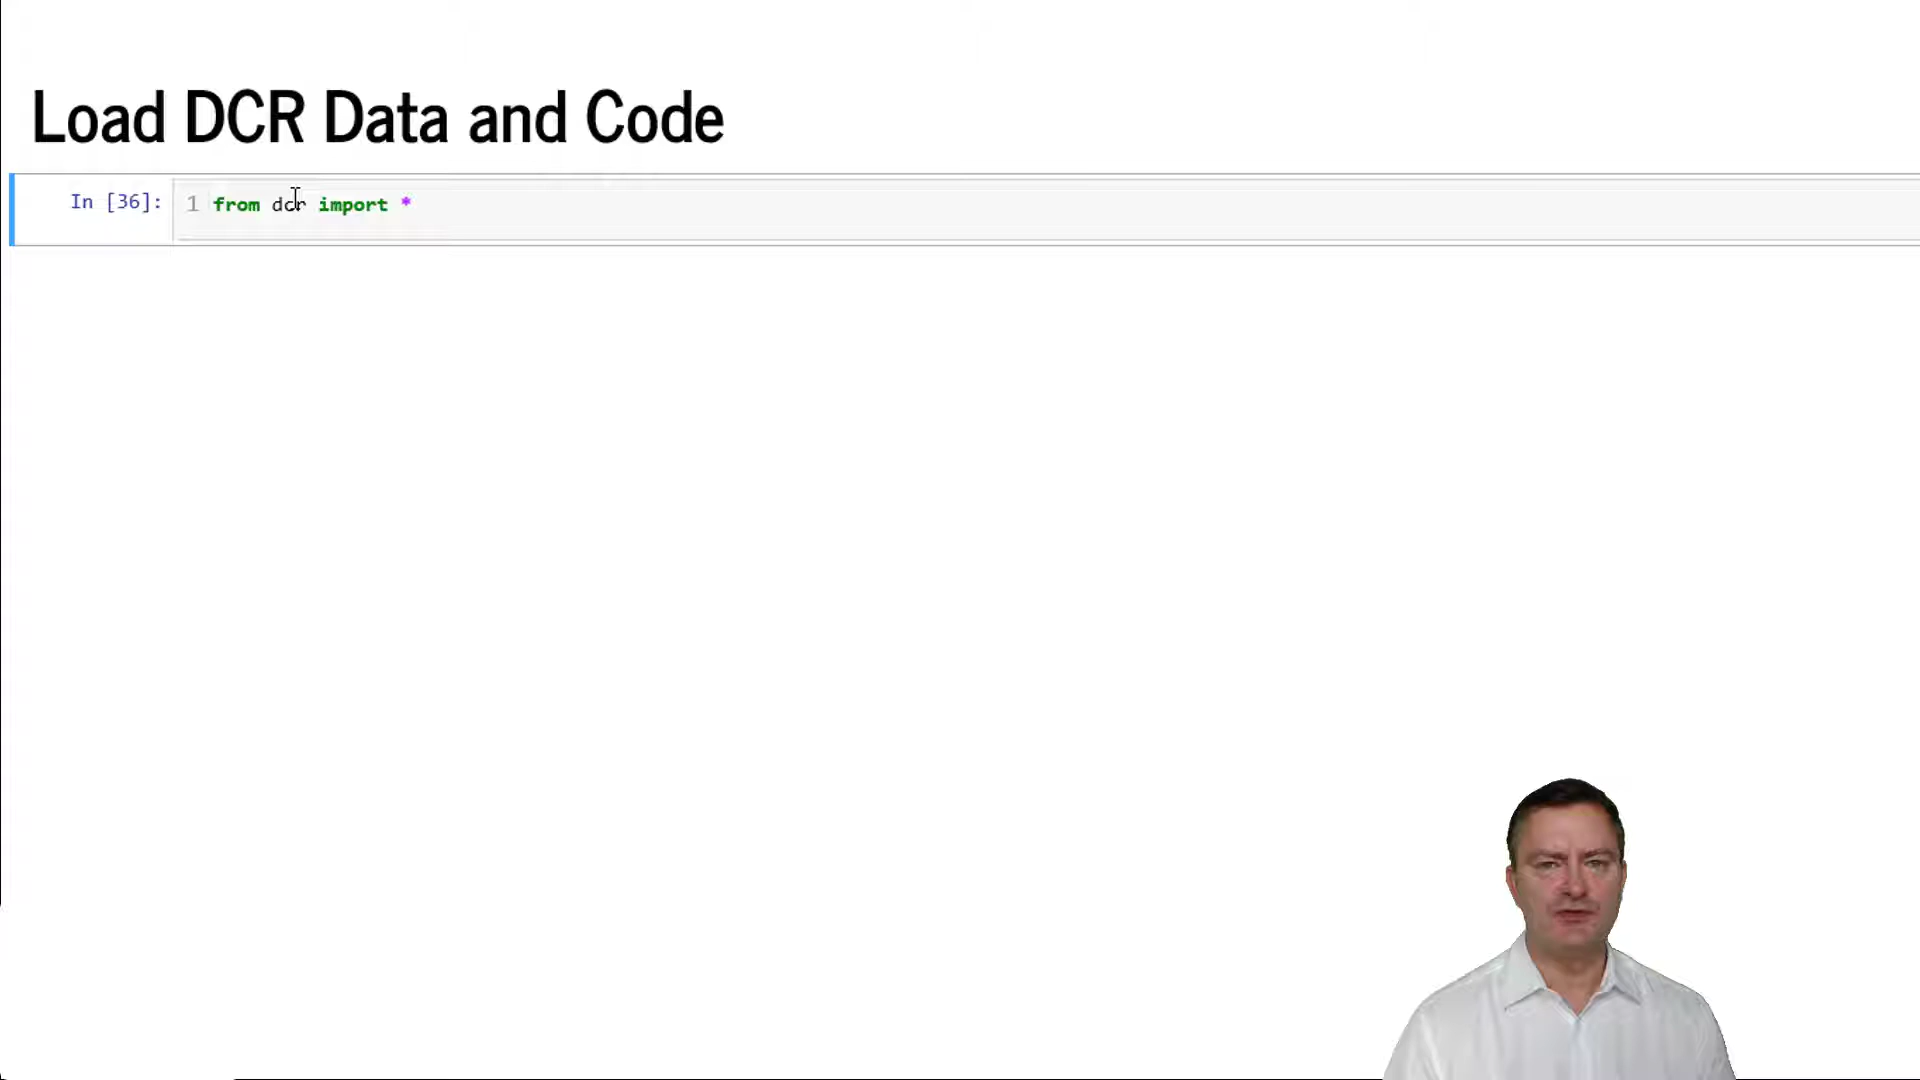 Load DCR Data and Code
In [36]: 1 from dcr import *